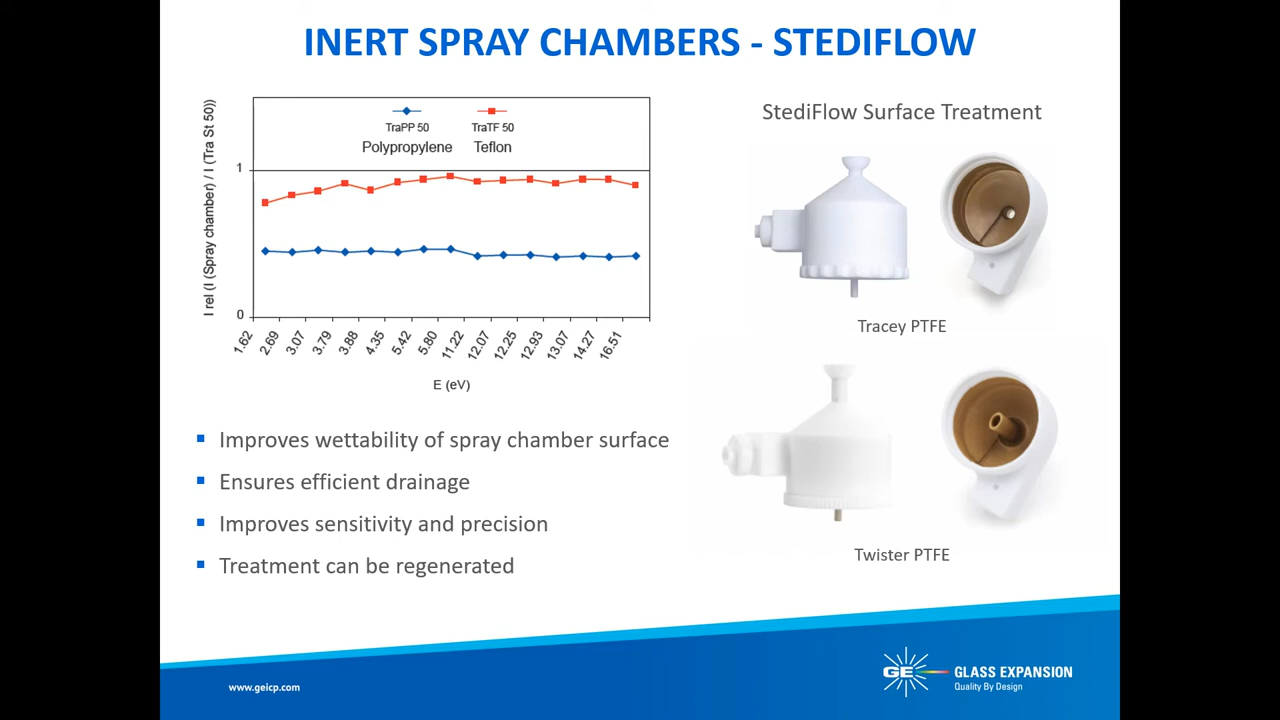 INERT SPRAY CHAMBERS - STEDIFLOW
I rel (I (Spray chamber) / I (Tra St 50))
TraPP 50
Polypropylene
TraTF 50
Teflon
1
0
1.62
2.69
3.07
3.79
3.88
4.35
5.42
5.80
11.22
12.07
12.25
12.93
13.07
14.27
16.51
E (eV)
StediFlow Surface Treatment
Tracey PTFE
Twister PTFE
▪ Improves wettability of spray chamber surface
▪ Ensures efficient drainage
▪ Improves sensitivity and precision
▪ Treatment can be regenerated
www.geicp.com
GE
GLASS EXPANSION
Quality By Design